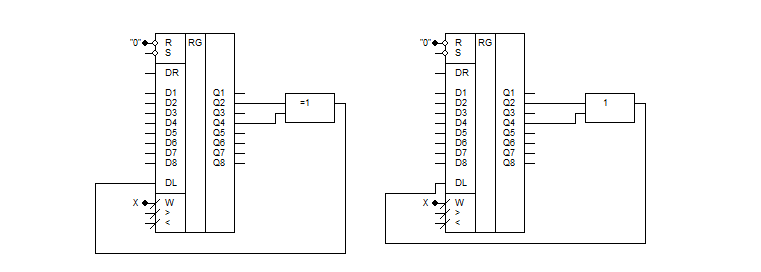 "0" R RG
S
DR
D1 Q1
D2 Q2 =1
D3 Q3
D4 Q4
D5 Q5
D6 Q6
D7 Q7
D8 Q8
DL
X W
>
<
"0" R RG
S
DR
D1 Q1
D2 Q2 1
D3 Q3
D4 Q4
D5 Q5
D6 Q6
D7 Q7
D8 Q8
DL
X W
>
<